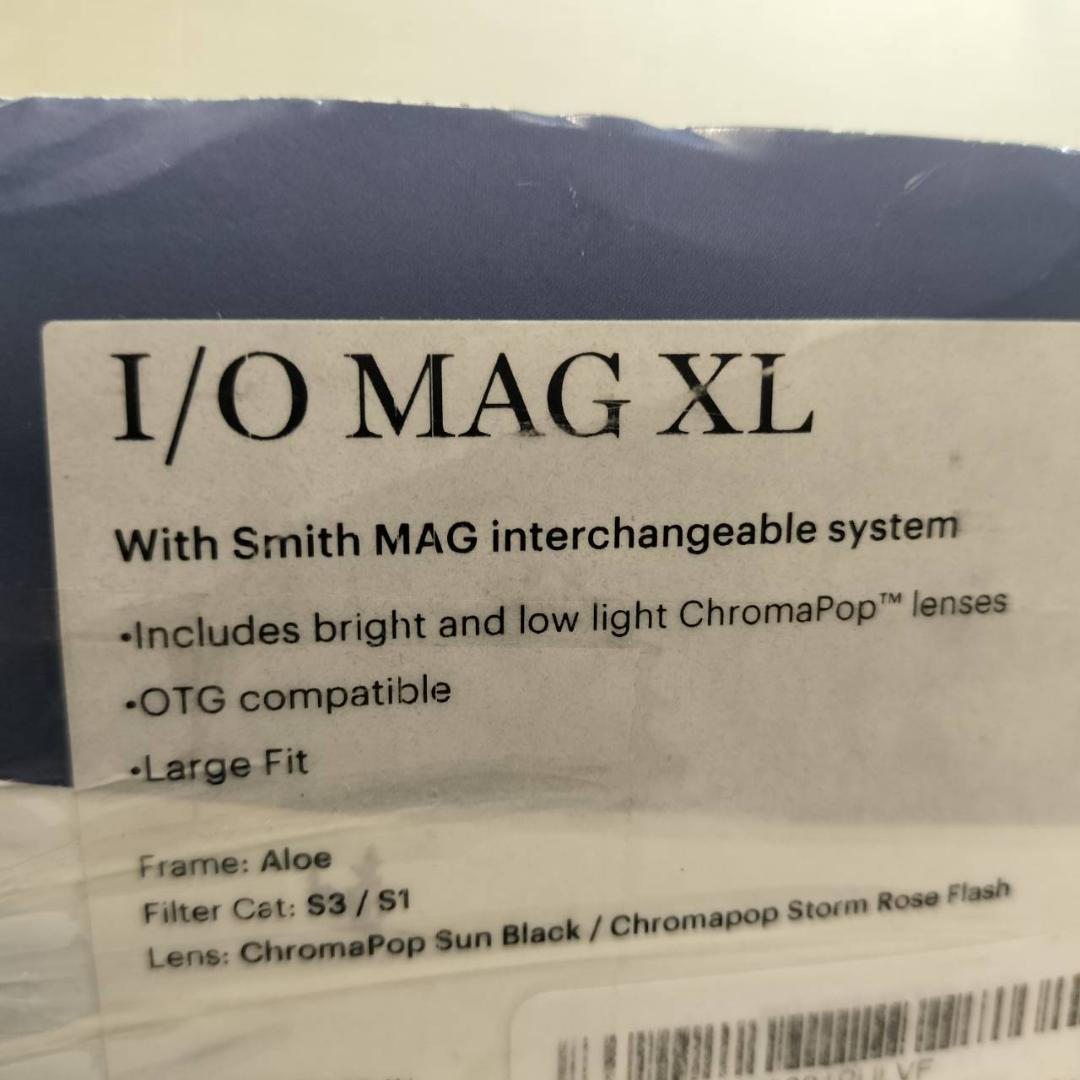 I/O MAG XL
With Smith MAG interchangeable system
•Includes bright and low light ChromaPop™ lenses
•OTG compatible
•Large Fit
Frame: Aloe
Filter Cat: S3 / S1
Lens: ChromaPop Sun Black / Chromapop Storm Rose Flash